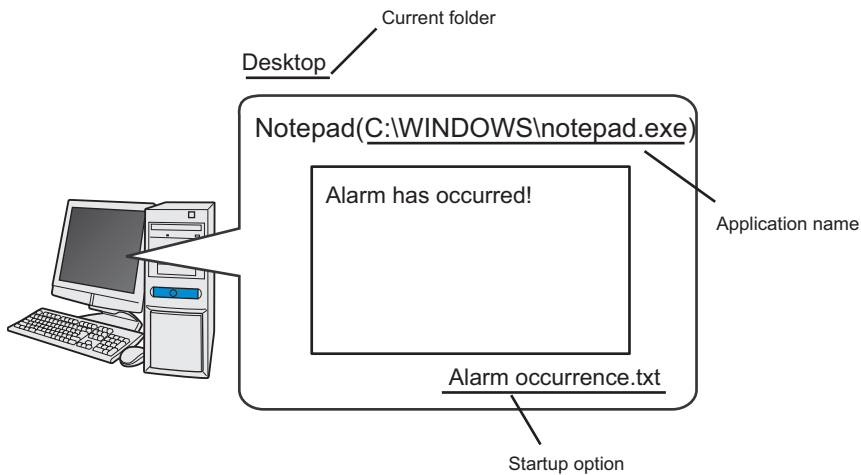 Current folder
Desktop
Notepad(C:\WINDOWS\notepad.exe)
Alarm has occurred!
Application name
Alarm occurrence.txt
Startup option